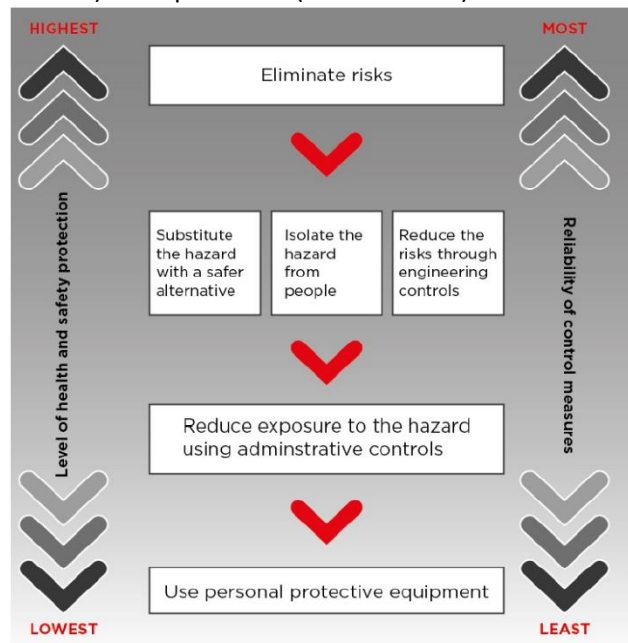 HIGHEST
MOST
Eliminate risks
Substitute
the hazard
with a safer
alternative
Isolate the
hazard
from
people
Reduce the
risks through
engineering
controls
Level of health and safety protection
Reliability of control measures
Reduce exposure to the hazard
using adminstrative controls
Use personal protective equipment
LOWEST
LEAST